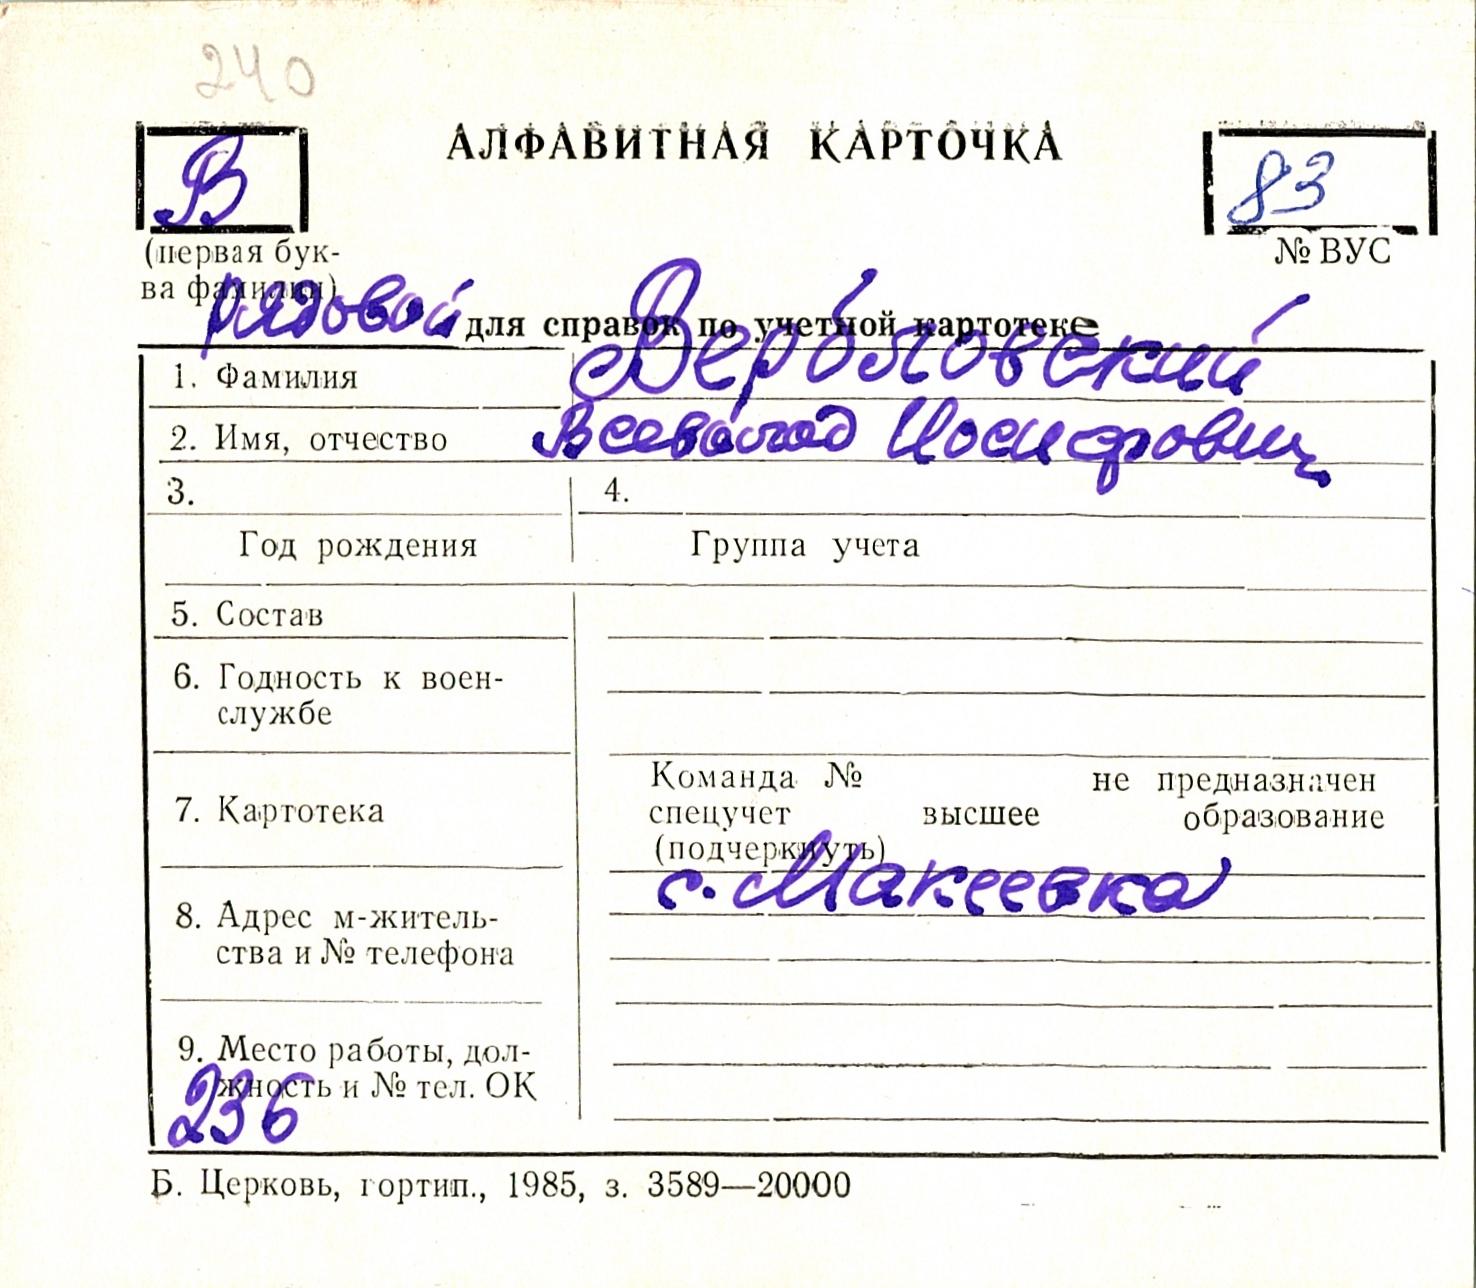 240
В
АЛФАВИТНАЯ КАРТОЧКА
83
(первая бук-
ва фамилии)
№ ВУС
рядовой
для справок по учетной картотеке
1. Фамилия Вербловский
2. Имя, отчество Всеволод Иосифович
3. 4.
Год рождения Группа учета
5. Состав
6. Годность к воен-
службе
7. Картотека
Команда № не предназначен
спецучет высшее образование
(подчеркнуть)
с. Макеевка
8. Адрес м-житель-
ства и № телефона
9. Место работы, дол-
жность и № тел. ОК
236
Б. Церковь, гортип., 1985, з. 3589—20000